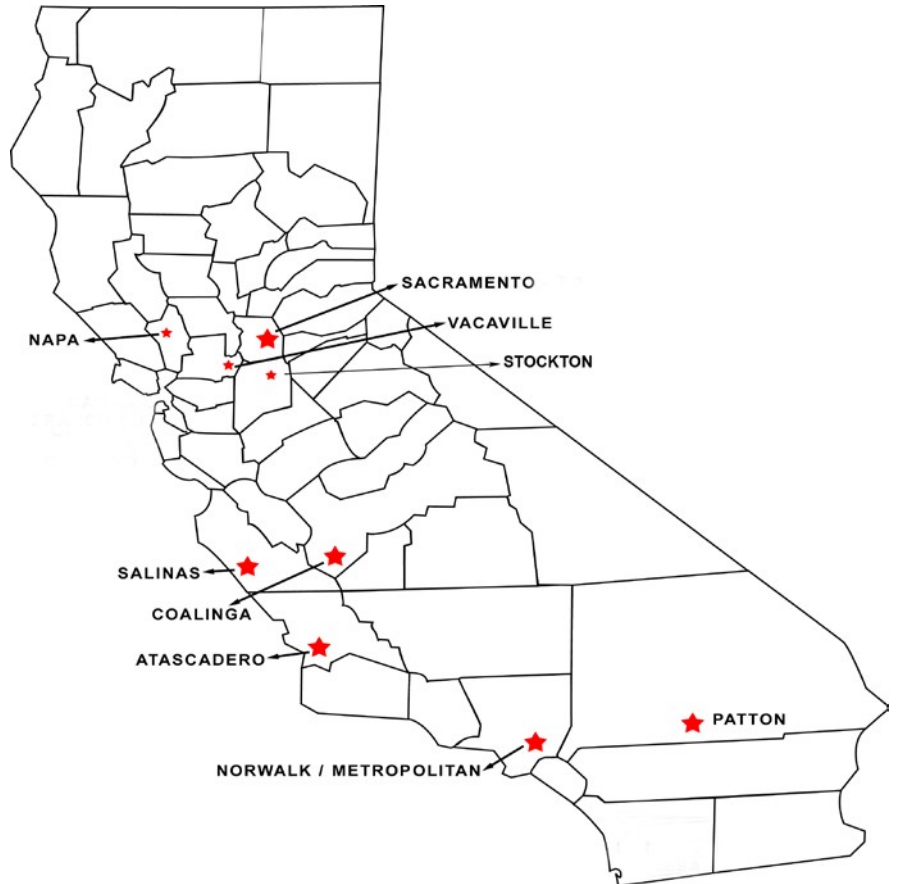 SACRAMENTO
VACAVILLE
NAPA
STOCKTON
SALINAS
COALINGA
ATASCADERO
PATTON
NORWALK / METROPOLITAN